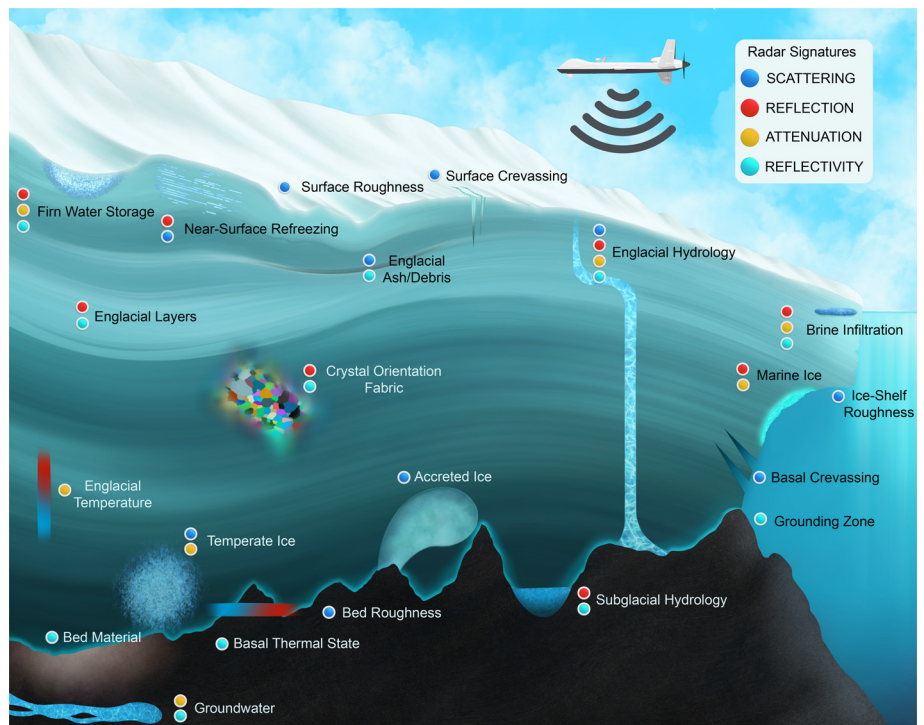 Radar Signatures
SCATTERING
REFLECTION
ATTENUATION
REFLECTIVITY
Surface Crevassing
Surface Roughness
Firn Water Storage
Near-Surface Refreezing
Englacial Hydrology
Englacial
Ash/Debris
Englacial Layers
Brine Infiltration
Crystal Orientation
Fabric
Marine Ice
Ice-Shelf
Roughness
Accreted Ice
Basal Crevassing
Englacial
Temperature
Grounding Zone
Temperate Ice
Subglacial Hydrology
Bed Roughness
Bed Material
Basal Thermal State
Groundwater